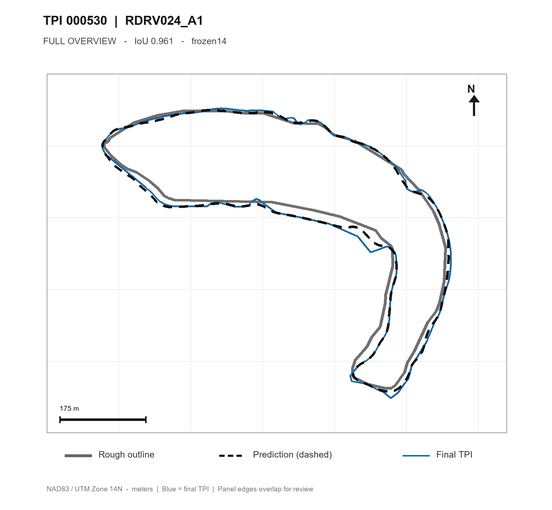 TPI 000530 | RDRV024_A1
FULL OVERVIEW - IoU 0.961 - frozen14
N
175 m
Rough outline
Prediction (dashed)
Final TPI
NAD83 / UTM Zone 14N - meters | Blue = final TPI | Panel edges overlap for review